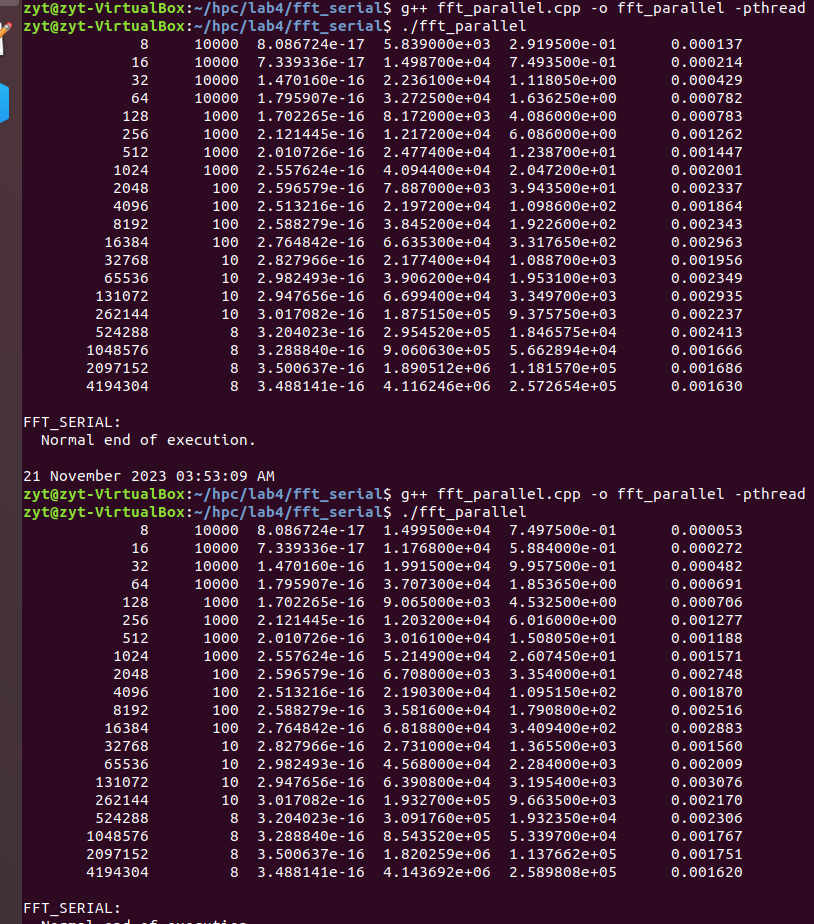 zyt@zyt-VirtualBox:~/hpc/lab4/fft_serial$ g++ fft_parallel.cpp -o fft_parallel -pthread
zyt@zyt-VirtualBox:~/hpc/lab4/fft_serial$ ./fft_parallel
8 10000 8.086724e-17 5.839000e+03 2.919500e-01 0.000137
16 10000 7.339336e-17 1.498700e+04 7.493500e-01 0.000214
32 10000 1.470160e-16 2.236100e+04 1.118050e+00 0.000429
64 10000 1.795907e-16 3.272500e+04 1.636250e+00 0.000782
128 1000 1.702265e-16 8.172000e+03 4.086000e+00 0.000783
256 1000 2.121445e-16 1.217200e+04 6.086000e+00 0.001262
512 1000 2.010726e-16 2.477400e+04 1.238700e+01 0.001447
1024 1000 2.557624e-16 4.094400e+04 2.047200e+01 0.002001
2048 100 2.596579e-16 7.887000e+03 3.943500e+01 0.002337
4096 100 2.513216e-16 2.197200e+04 1.098600e+02 0.001864
8192 100 2.588279e-16 3.845200e+04 1.922600e+02 0.002343
16384 100 2.764842e-16 6.635300e+04 3.317650e+02 0.002963
32768 10 2.827966e-16 2.177400e+04 1.088700e+03 0.001956
65536 10 2.982493e-16 3.906200e+04 1.953100e+03 0.002349
131072 10 2.947656e-16 6.699400e+04 3.349700e+03 0.002935
262144 10 3.017082e-16 1.875150e+05 9.375750e+03 0.002237
524288 8 3.204023e-16 2.954520e+05 1.846575e+04 0.002413
1048576 8 3.288840e-16 9.060630e+05 5.662894e+04 0.001666
2097152 8 3.500637e-16 1.890512e+06 1.181570e+05 0.001686
4194304 8 3.488141e-16 4.116246e+06 2.572654e+05 0.001630
FFT_SERIAL:
Normal end of execution.
21 November 2023 03:53:09 AM
zyt@zyt-VirtualBox:~/hpc/lab4/fft_serial$ g++ fft_parallel.cpp -o fft_parallel -pthread
zyt@zyt-VirtualBox:~/hpc/lab4/fft_serial$ ./fft_parallel
8 10000 8.086724e-17 1.499500e+04 7.497500e-01 0.000053
16 10000 7.339336e-17 1.176800e+04 5.884000e-01 0.000272
32 10000 1.470160e-16 1.991500e+04 9.957500e-01 0.000482
64 10000 1.795907e-16 3.707300e+04 1.853650e+00 0.000691
128 1000 1.702265e-16 9.065000e+03 4.532500e+00 0.000706
256 1000 2.121445e-16 1.203200e+04 6.016000e+00 0.001277
512 1000 2.010726e-16 3.016100e+04 1.508050e+01 0.001188
1024 1000 2.557624e-16 5.214900e+04 2.607450e+01 0.001571
2048 100 2.596579e-16 6.708000e+03 3.354000e+01 0.002748
4096 100 2.513216e-16 2.190300e+04 1.095150e+02 0.001870
8192 100 2.588279e-16 3.581600e+04 1.790800e+02 0.002516
16384 100 2.764842e-16 6.818800e+04 3.409400e+02 0.002883
32768 10 2.827966e-16 2.731000e+04 1.365500e+03 0.001560
65536 10 2.982493e-16 4.568000e+04 2.284000e+03 0.002009
131072 10 2.947656e-16 6.390800e+04 3.195400e+03 0.003076
262144 10 3.017082e-16 1.932700e+05 9.663500e+03 0.002170
524288 8 3.204023e-16 3.091760e+05 1.932350e+04 0.002306
1048576 8 3.288840e-16 8.543520e+05 5.339700e+04 0.001767
2097152 8 3.500637e-16 1.820259e+06 1.137662e+05 0.001751
4194304 8 3.488141e-16 4.143692e+06 2.589808e+05 0.001620
FFT_SERIAL:
Normal end of execution.